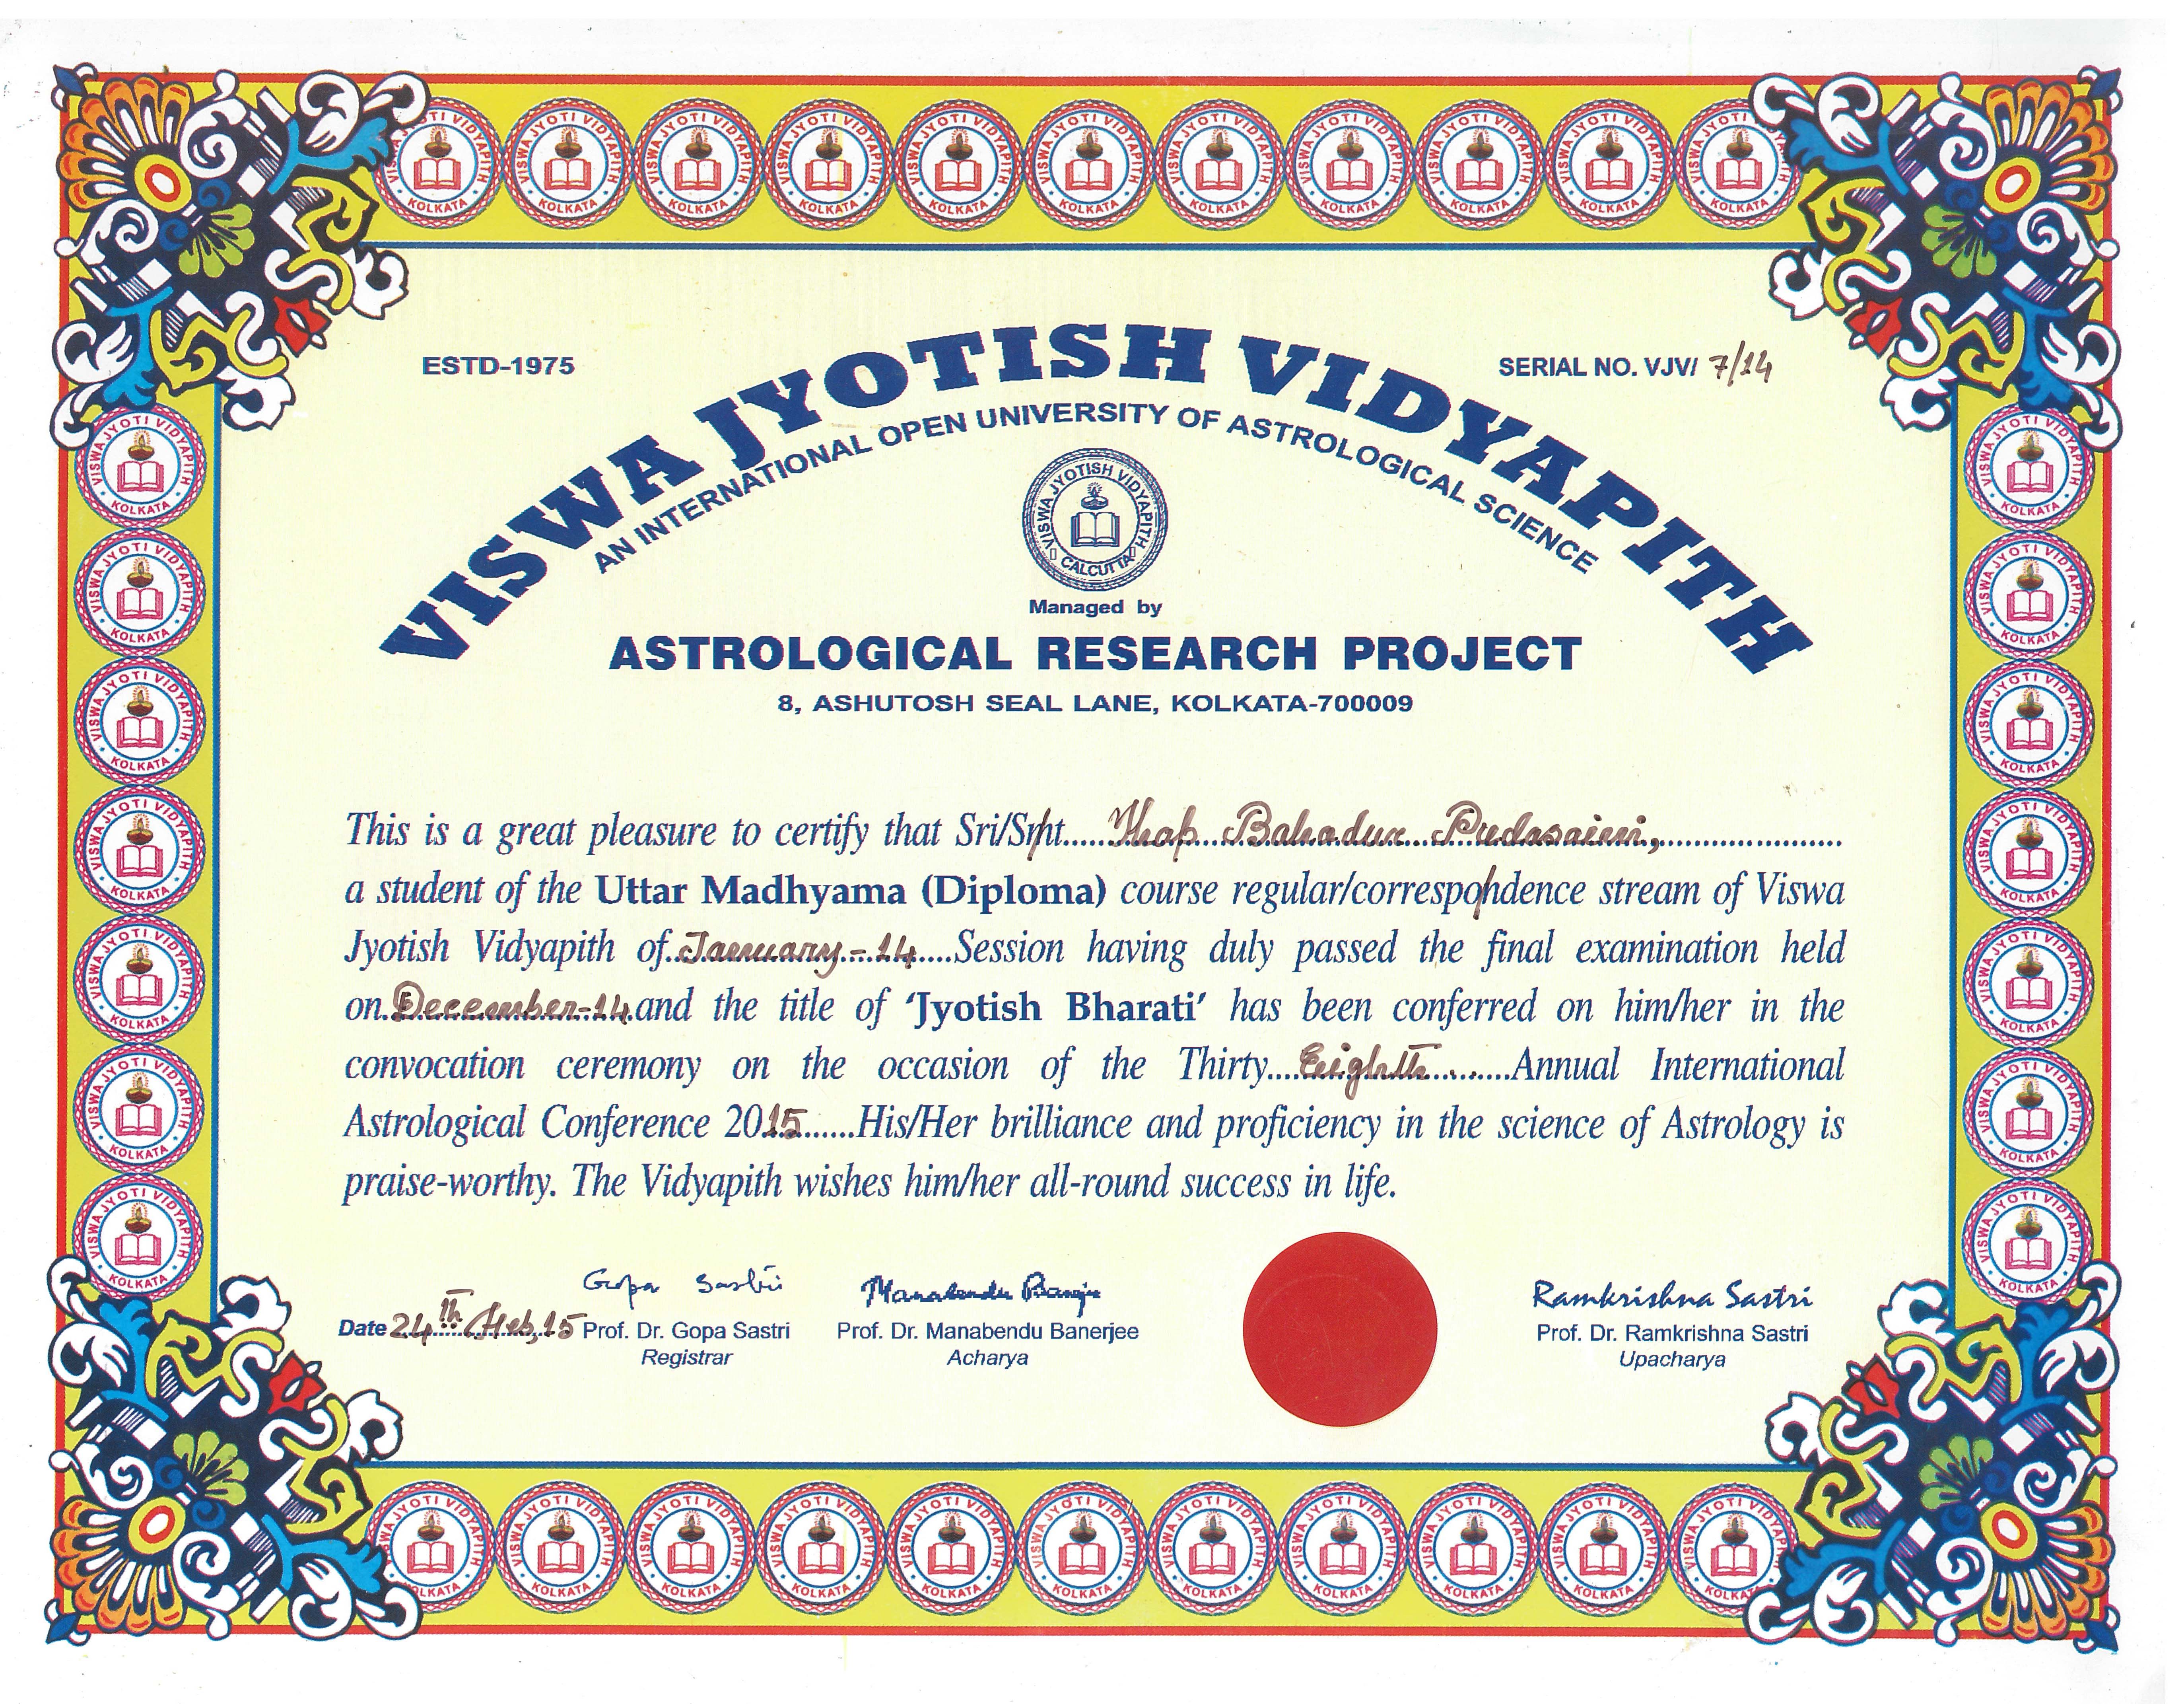 ESTD-1975
SERIAL NO. VJV/ 7/14
VISWA JYOTISH VIDYAPITH
AN INTERNATIONAL OPEN UNIVERSITY OF ASTROLOGICAL SCIENCE
VISWA JYOTISH VIDYAPITH
CALCUTTA
Managed by
ASTROLOGICAL RESEARCH PROJECT
8, ASHUTOSH SEAL LANE, KOLKATA-700009
This is a great pleasure to certify that Sri/Smt. Bahadur Pudasaini,
a student of the Uttar Madhyama (Diploma) course regular/correspondence stream of Viswa
Jyotish Vidyapith of January-14 Session having duly passed the final examination held
on December-14 and the title of 'Jyotish Bharati' has been conferred on him/her in the
convocation ceremony on the occasion of the Thirty Eighth Annual International
Astrological Conference 2015 His/Her brilliance and proficiency in the science of Astrology is
praise-worthy. The Vidyapith wishes him/her all-round success in life.
Gopa Sastri
Manabendu Banerjee
Ramkrishna Sastri
Date 24th Feb, 15
Prof. Dr. Gopa Sastri
Registrar
Prof. Dr. Manabendu Banerjee
Acharya
Prof. Dr. Ramkrishna Sastri
Upacharya
VISWA JYOTI VIDYAPITH
KOLKATA